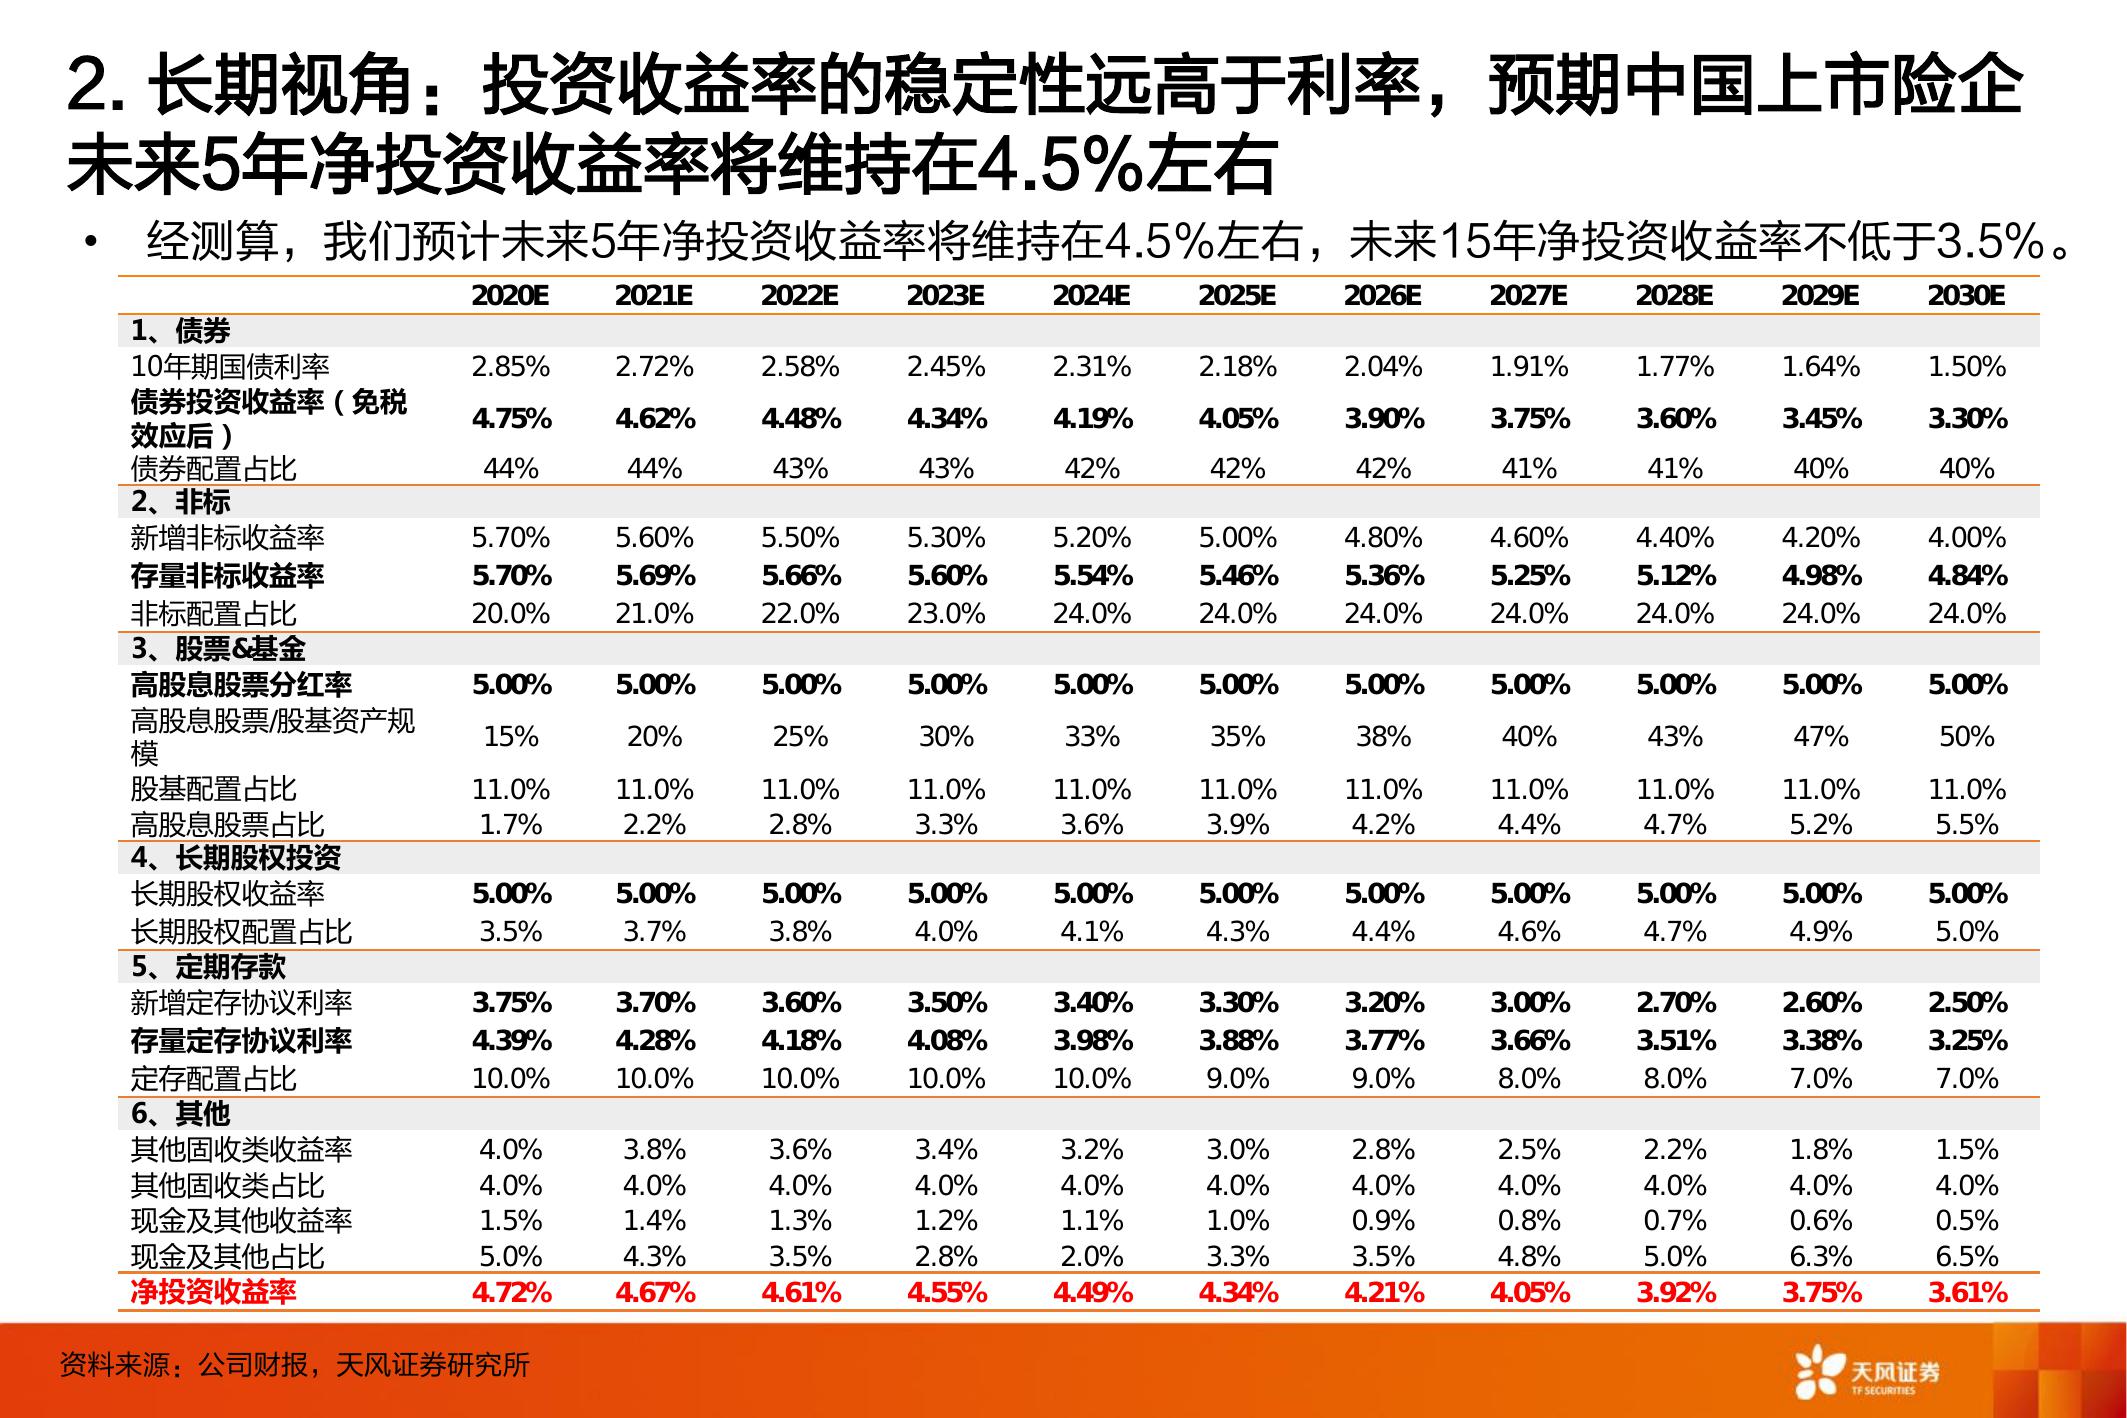 2. 长期视角：投资收益率的稳定性远高于利率，预期中国上市险企
未来5年净投资收益率将维持在4.5%左右
• 经测算，我们预计未来5年净投资收益率将维持在4.5%左右，未来15年净投资收益率不低于3.5%。
2020E 2021E 2022E 2023E 2024E 2025E 2026E 2027E 2028E 2029E 2030E
1、债券
10年期国债利率 2.85% 2.72% 2.58% 2.45% 2.31% 2.18% 2.04% 1.91% 1.77% 1.64% 1.50%
债券投资收益率（免税
效应后） 4.75% 4.62% 4.48% 4.34% 4.19% 4.05% 3.90% 3.75% 3.60% 3.45% 3.30%
债券配置占比 44% 44% 43% 43% 42% 42% 42% 41% 41% 40% 40%
2、非标
新增非标收益率 5.70% 5.60% 5.50% 5.30% 5.20% 5.00% 4.80% 4.60% 4.40% 4.20% 4.00%
存量非标收益率 5.70% 5.69% 5.66% 5.60% 5.54% 5.46% 5.36% 5.25% 5.12% 4.98% 4.84%
非标配置占比 20.0% 21.0% 22.0% 23.0% 24.0% 24.0% 24.0% 24.0% 24.0% 24.0% 24.0%
3、股票&基金
高股息股票分红率 5.00% 5.00% 5.00% 5.00% 5.00% 5.00% 5.00% 5.00% 5.00% 5.00% 5.00%
高股息股票/股基资产规
模 15% 20% 25% 30% 33% 35% 38% 40% 43% 47% 50%
股基配置占比 11.0% 11.0% 11.0% 11.0% 11.0% 11.0% 11.0% 11.0% 11.0% 11.0% 11.0%
高股息股票占比 1.7% 2.2% 2.8% 3.3% 3.6% 3.9% 4.2% 4.4% 4.7% 5.2% 5.5%
4、长期股权投资
长期股权收益率 5.00% 5.00% 5.00% 5.00% 5.00% 5.00% 5.00% 5.00% 5.00% 5.00% 5.00%
长期股权配置占比 3.5% 3.7% 3.8% 4.0% 4.1% 4.3% 4.4% 4.6% 4.7% 4.9% 5.0%
5、定期存款
新增定存协议利率 3.75% 3.70% 3.60% 3.50% 3.40% 3.30% 3.20% 3.00% 2.70% 2.60% 2.50%
存量定存协议利率 4.39% 4.28% 4.18% 4.08% 3.98% 3.88% 3.77% 3.66% 3.51% 3.38% 3.25%
定存配置占比 10.0% 10.0% 10.0% 10.0% 10.0% 9.0% 9.0% 8.0% 8.0% 7.0% 7.0%
6、其他
其他固收类收益率 4.0% 3.8% 3.6% 3.4% 3.2% 3.0% 2.8% 2.5% 2.2% 1.8% 1.5%
其他固收类占比 4.0% 4.0% 4.0% 4.0% 4.0% 4.0% 4.0% 4.0% 4.0% 4.0% 4.0%
现金及其他收益率 1.5% 1.4% 1.3% 1.2% 1.1% 1.0% 0.9% 0.8% 0.7% 0.6% 0.5%
现金及其他占比 5.0% 4.3% 3.5% 2.8% 2.0% 3.3% 3.5% 4.8% 5.0% 6.3% 6.5%
净投资收益率 4.72% 4.67% 4.61% 4.55% 4.49% 4.34% 4.21% 4.05% 3.92% 3.75% 3.61%
资料来源：公司财报，天风证券研究所
天风证券
TF SECURITIES